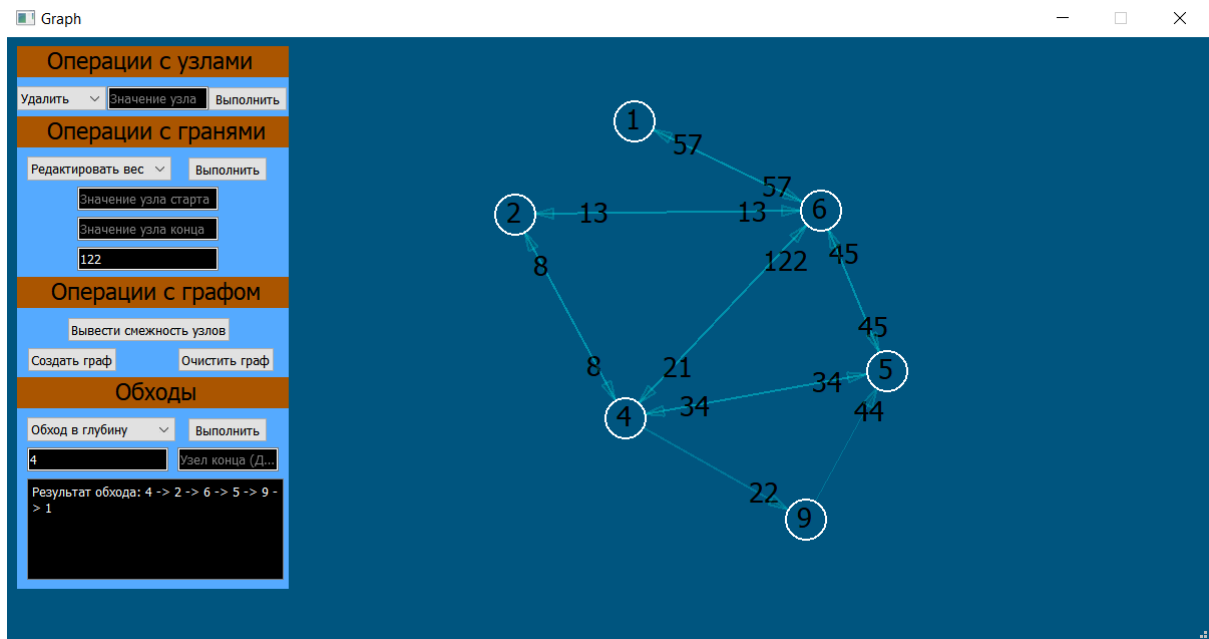 Graph
Операции с узлами
Удалить Значение узла Выполнить
Операции с гранями
Редактировать вес Выполнить
Значение узла старта
Значение узла конца
122
Операции с графом
Вывести смежность узлов
Создать граф Очистить граф
Обходы
Обход в глубину Выполнить
4 Узел конца (Д...
Результат обхода: 4 -> 2 -> 6 -> 5 -> 9 -
> 1
1
57
57
2 13 13 6
8 122 45
45
8 21 5
34 34
4 44
22
9